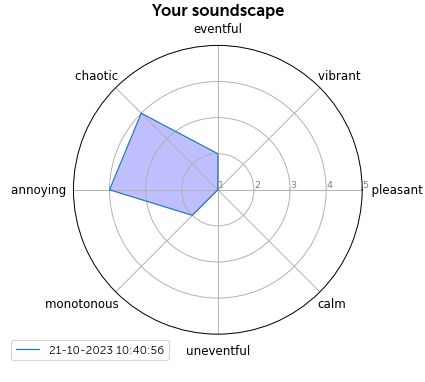 Your soundscape
eventful
chaotic
vibrant
annoying
1 2 3 4 5
pleasant
monotonous
calm
uneventful
21-10-2023 10:40:56